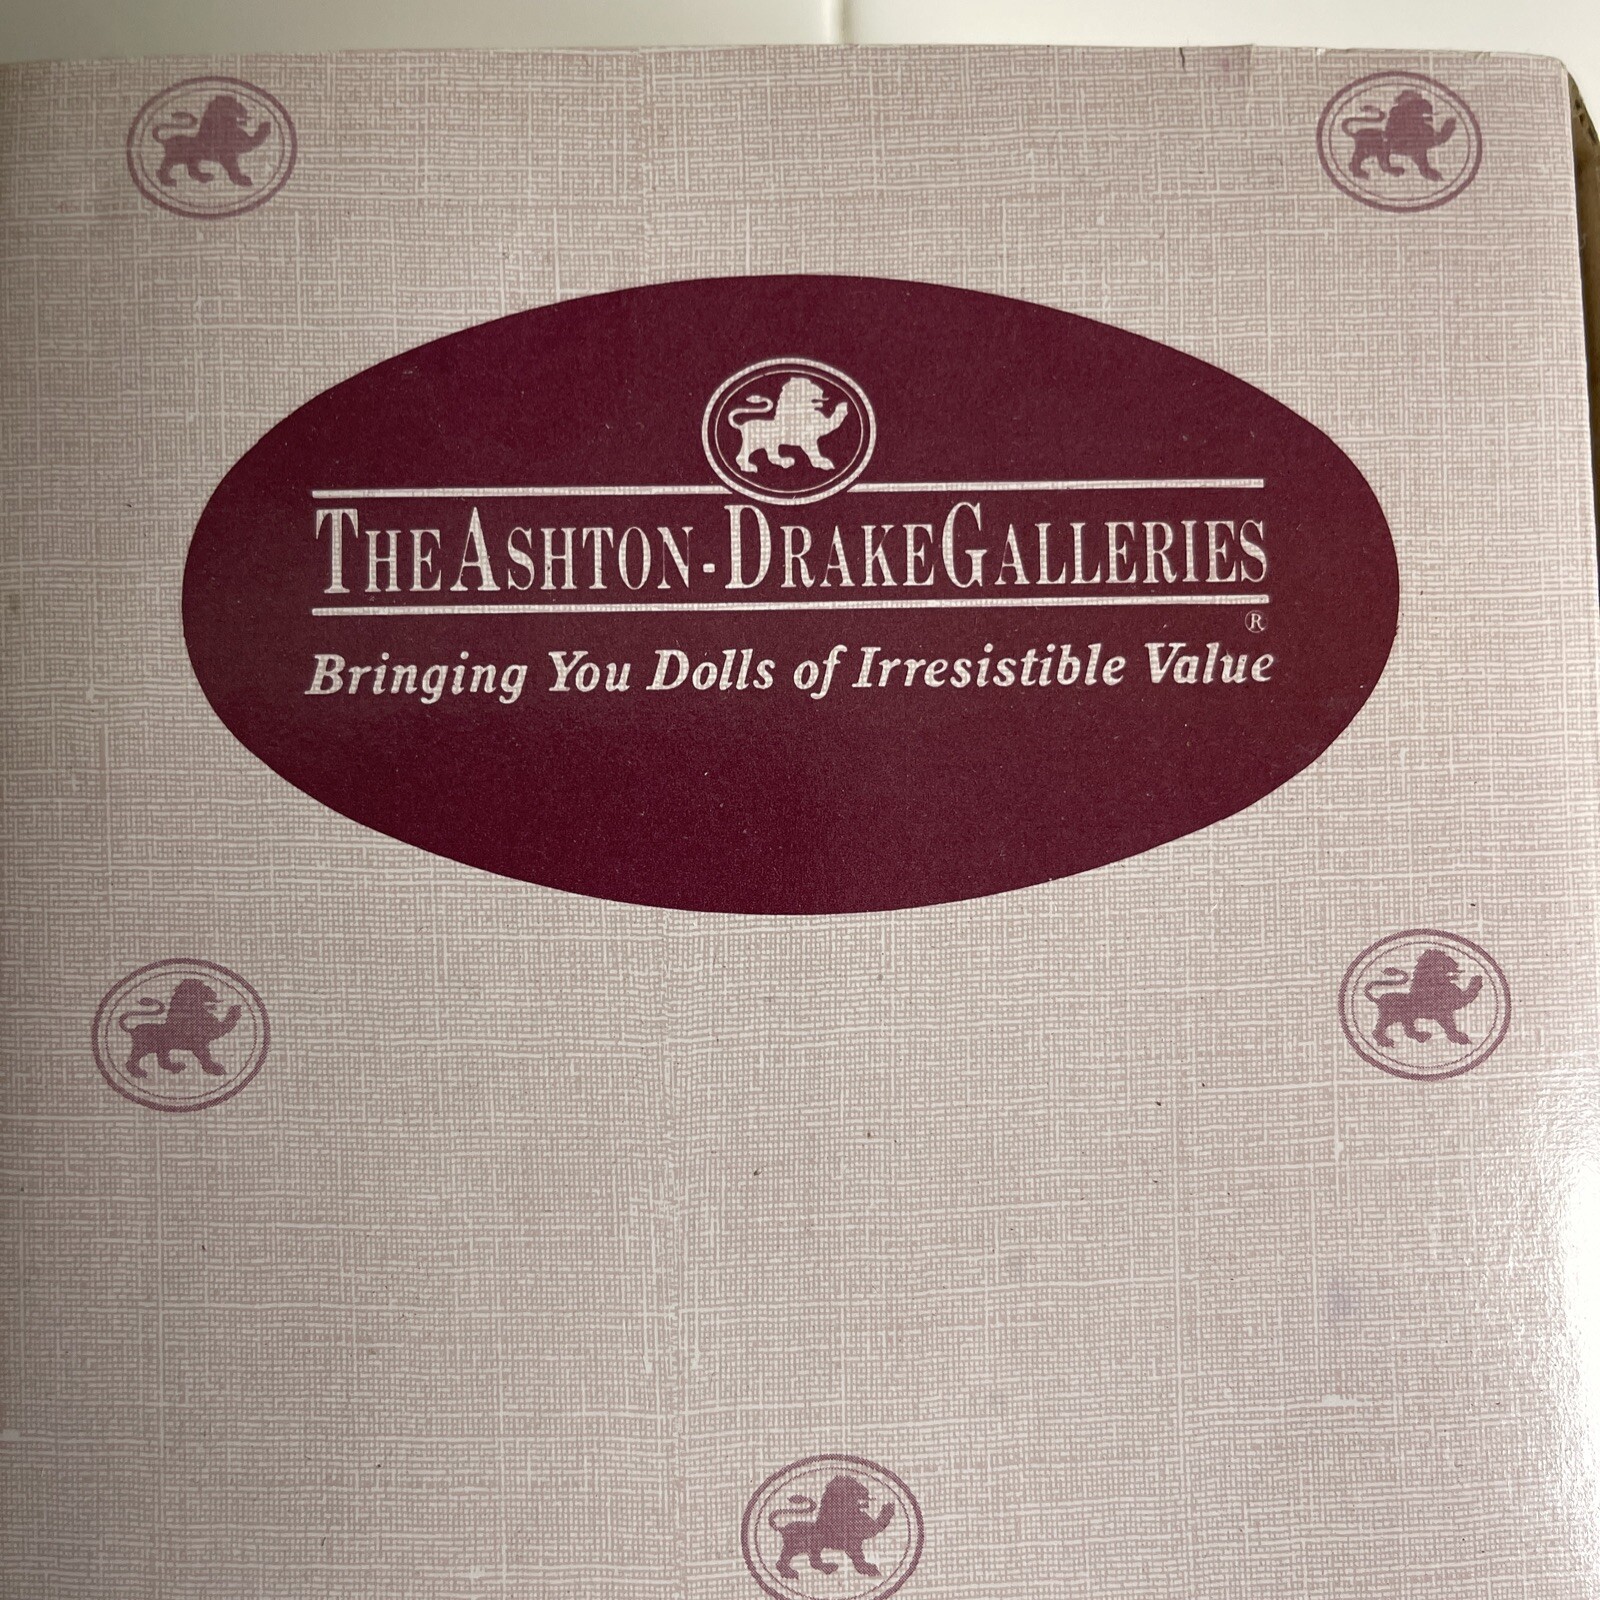 The Ashton-Drake Galleries
®
Bringing You Dolls of Irresistible Value